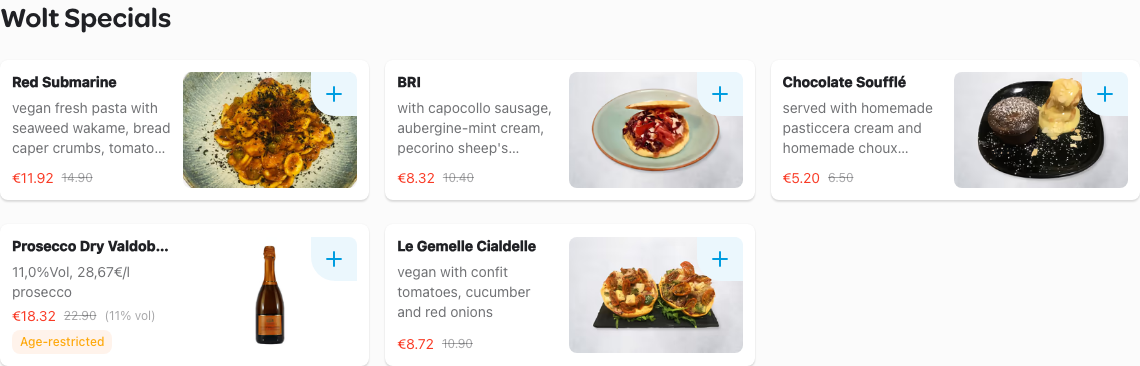 Wolt Specials
Red Submarine
vegan fresh pasta with
seaweed wakame, bread
caper crumbs, tomato...
€11.92 14.90
BRI
with capocollo sausage,
aubergine-mint cream,
pecorino sheep's...
€8.32 10.40
Chocolate Soufflé
served with homemade
pasticcera cream and
homemade choux...
€5.20 6.50
Prosecco Dry Valdob...
11,0%Vol, 28,67€/l
prosecco
€18.32 22.90 (11% vol)
Age-restricted
Le Gemelle Cialdelle
vegan with confit
tomatoes, cucumber
and red onions
€8.72 10.90